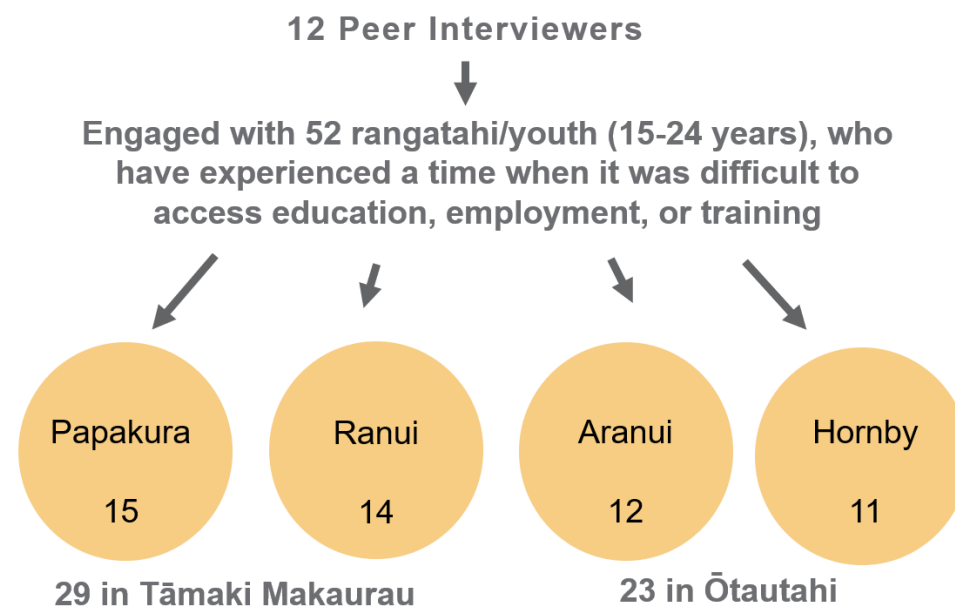 12 Peer Interviewers
Engaged with 52 rangatahi/youth (15-24 years), who
have experienced a time when it was difficult to
access education, employment, or training
Papakura
15
Ranui
14
Aranui
12
Hornby
11
29 in Tāmaki Makaurau
23 in Ōtautahi